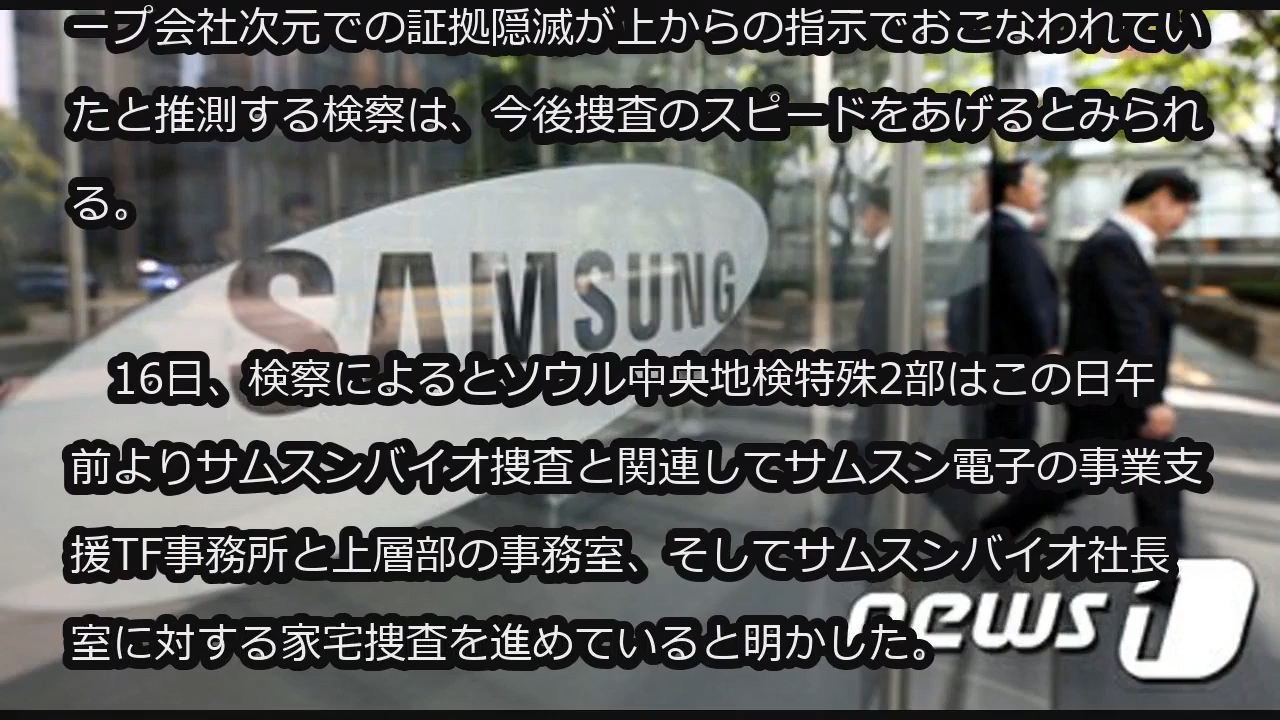 ープ会社次元での証拠隠滅が上からの指示でおこなわれてい
たと推測する検察は、今後捜査のスピードをあげるとみられ
る。
SAMSUNG
16日、検察によるとソウル中央地検特殊2部はこの日午
前よりサムスンバイオ捜査と関連してサムスン電子の事業支
援TF事務所と上層部の事務室、そしてサムスンバイオ社長
室に対する家宅捜査を進めていると明かした。
news1